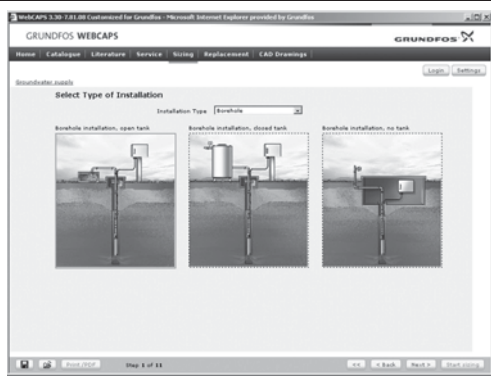 WebCAPS 3.30-7.01.08 Customized for Grundfos - Microsoft Internet Explorer provided by Grundfos
GRUNDFOS WEBCAPS
GRUNDFOS
Home Catalogue Literature Service Sizing Replacement CAD Drawings
Login Settings
Groundwater supply
Select Type of Installation
Installation Type Borehole
Borehole installation, open tank Borehole installation, closed tank Borehole installation, no tank
Print/PDF Step 1 of 11 << < Back Next > Start sizing